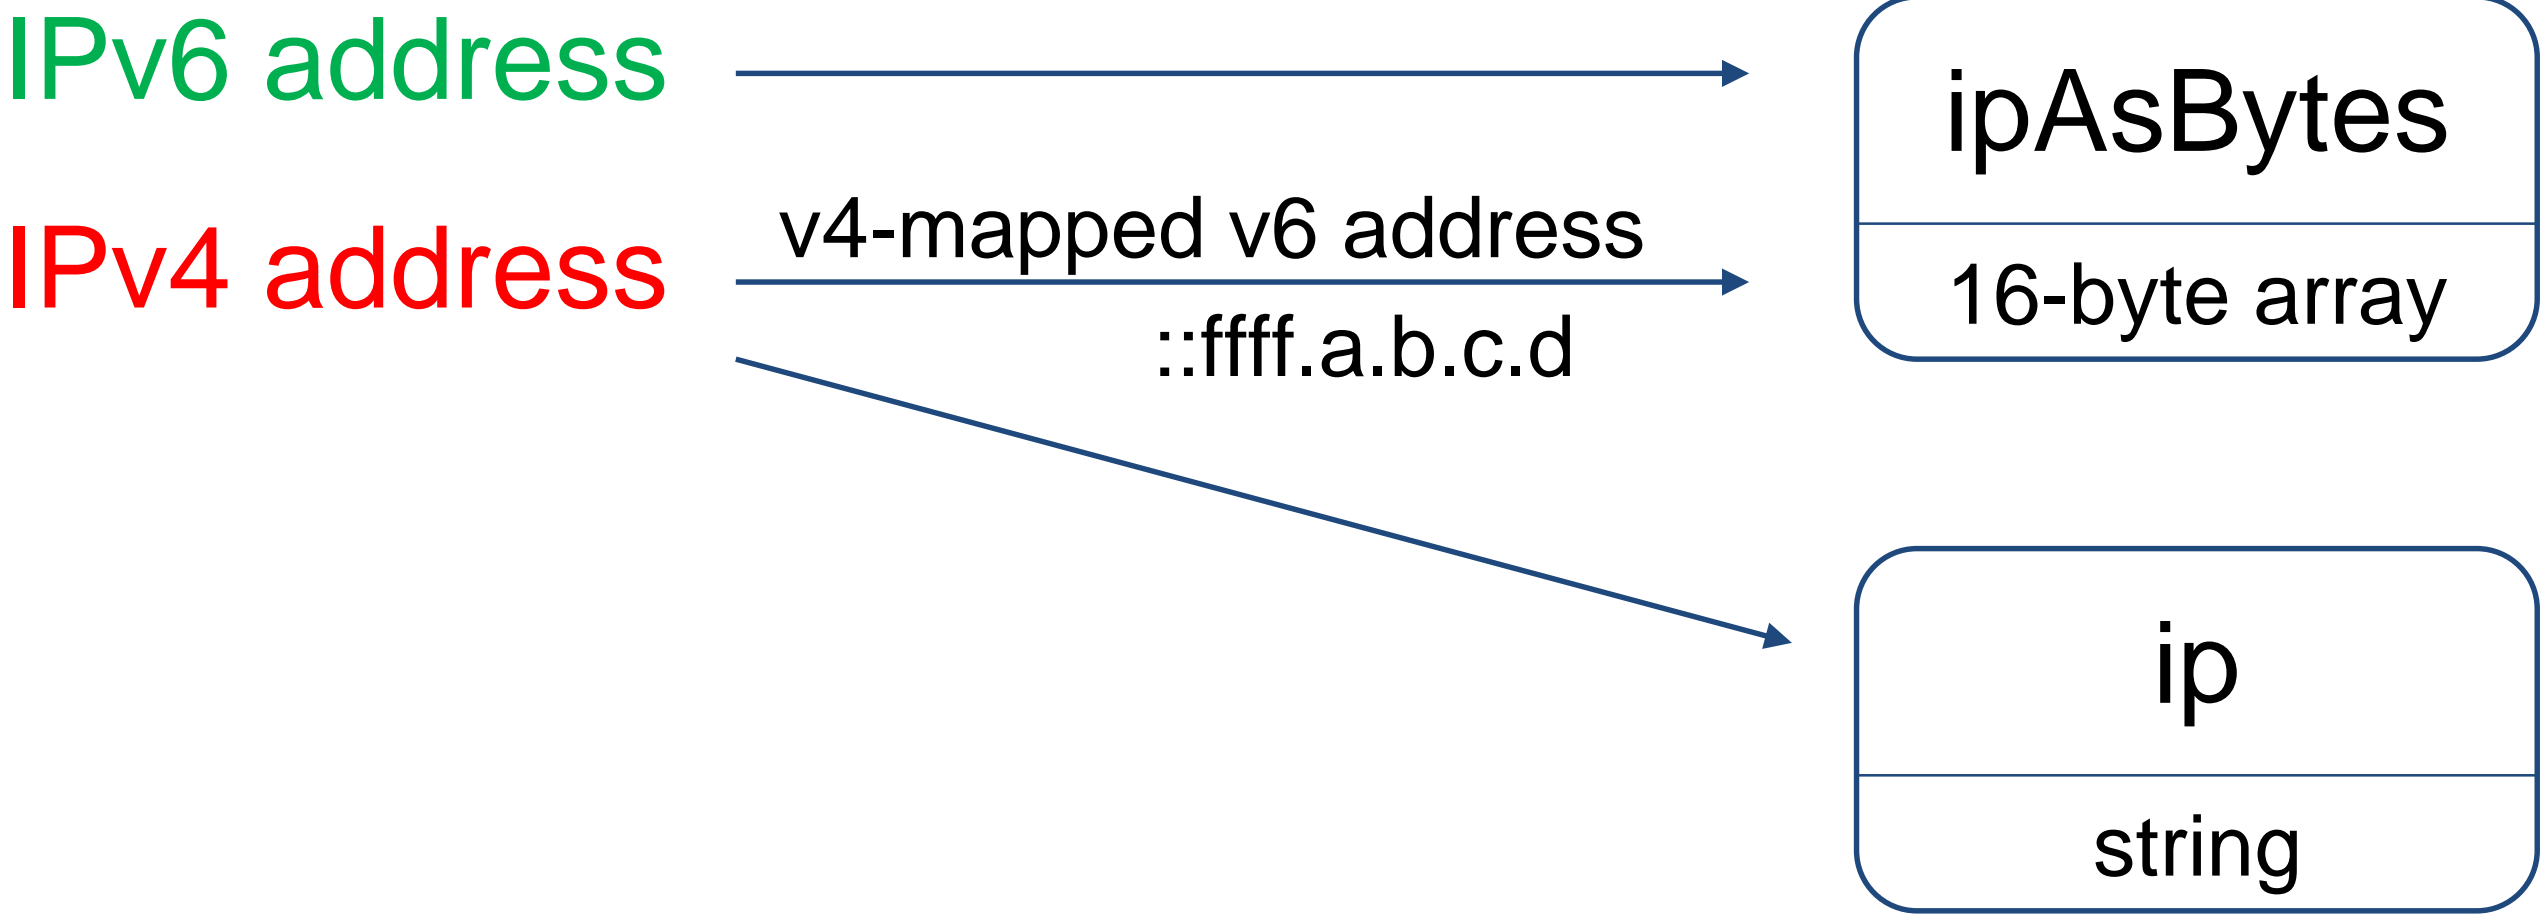 IPv6 address
ipAsBytes
v4-mapped v6 address
IPv4 address
16-byte array
::ffff.a.b.c.d
ip
string